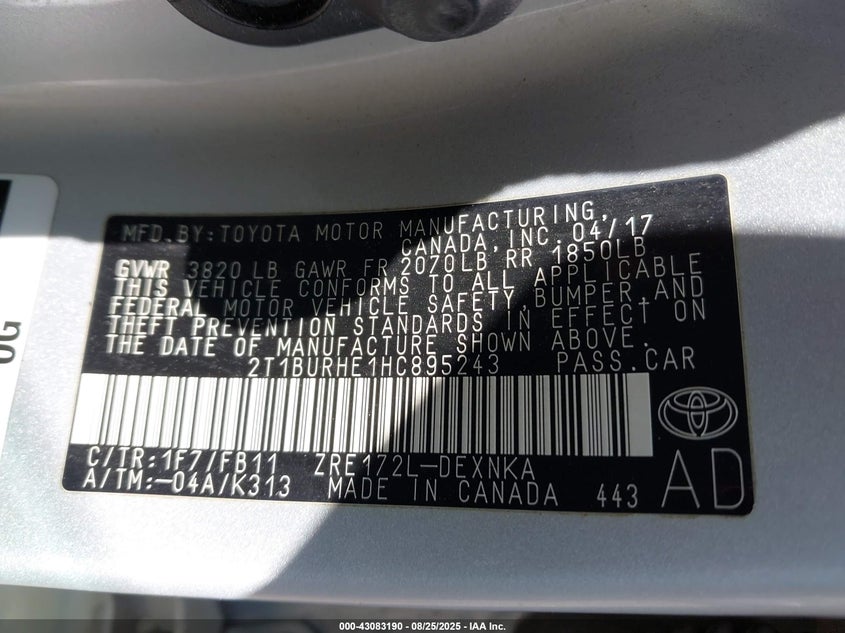 MFD.BY:TOYOTA MOTOR MANUFACTURING,
CANADA,INC. 04/17
GVWR 3820 LB GAWR FR 2070LB RR 1850LB
THIS VEHICLE CONFORMS TO ALL APPLICABLE
FEDERAL MOTOR VEHICLE SAFETY,BUMPER,AND
THEFT PREVENTION STANDARDS IN EFFECT ON
THE DATE OF MANUFACTURE SHOWN ABOVE.
2T1BURHE1HC895243 PASS.CAR
C/TR:1F7/FB11 ZRE172L-DEXNKA
A/TM:-04A/K313 MADE IN CANADA 443
AD
000-43083190 - 08/25/2025 - IAA Inc.